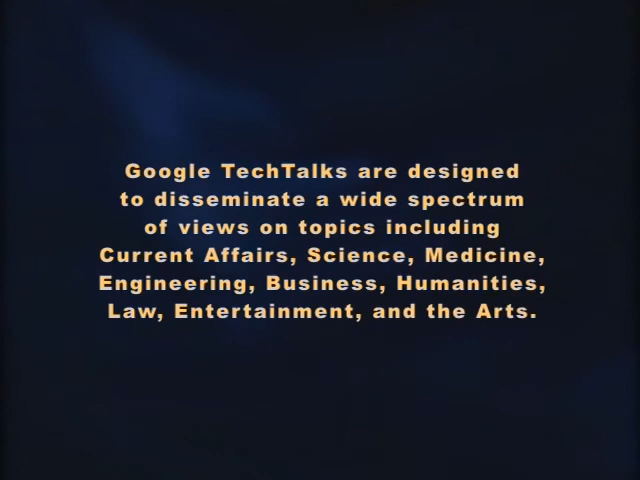 Google TechTalks are designed
to disseminate a wide spectrum
of views on topics including
Current Affairs, Science, Medicine,
Engineering, Business, Humanities,
Law, Entertainment, and the Arts.